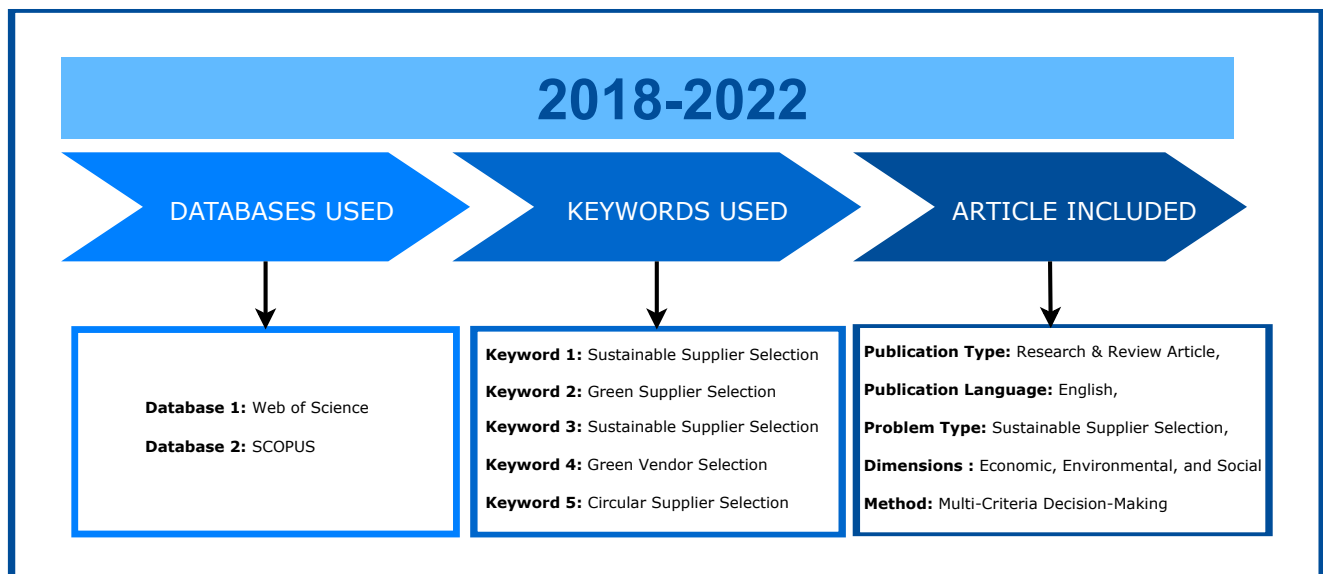 2018-2022
DATABASES USED
KEYWORDS USED
ARTICLE INCLUDED
Database 1: Web of Science
Database 2: SCOPUS
Keyword 1: Sustainable Supplier Selection
Keyword 2: Green Supplier Selection
Keyword 3: Sustainable Supplier Selection
Keyword 4: Green Vendor Selection
Keyword 5: Circular Supplier Selection
Publication Type: Research & Review Article,
Publication Language: English,
Problem Type: Sustainable Supplier Selection,
Dimensions : Economic, Environmental, and Social
Method: Multi-Criteria Decision-Making